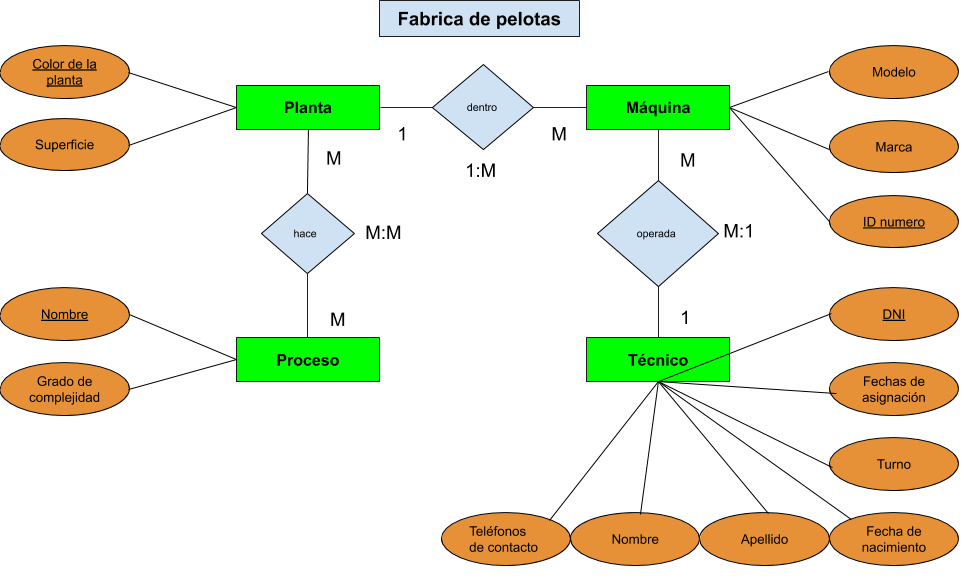 Fabrica de pelotas
Color de la
planta
Superficie
Planta
1
dentro
1:M
M
Máquina
Modelo
Marca
ID numero
M
hace
M:M
M
Proceso
Nombre
Grado de
complejidad
M
operada
M:1
1
Técnico
DNI
Fechas de
asignación
Turno
Teléfonos
de contacto
Nombre
Apellido
Fecha de
nacimiento